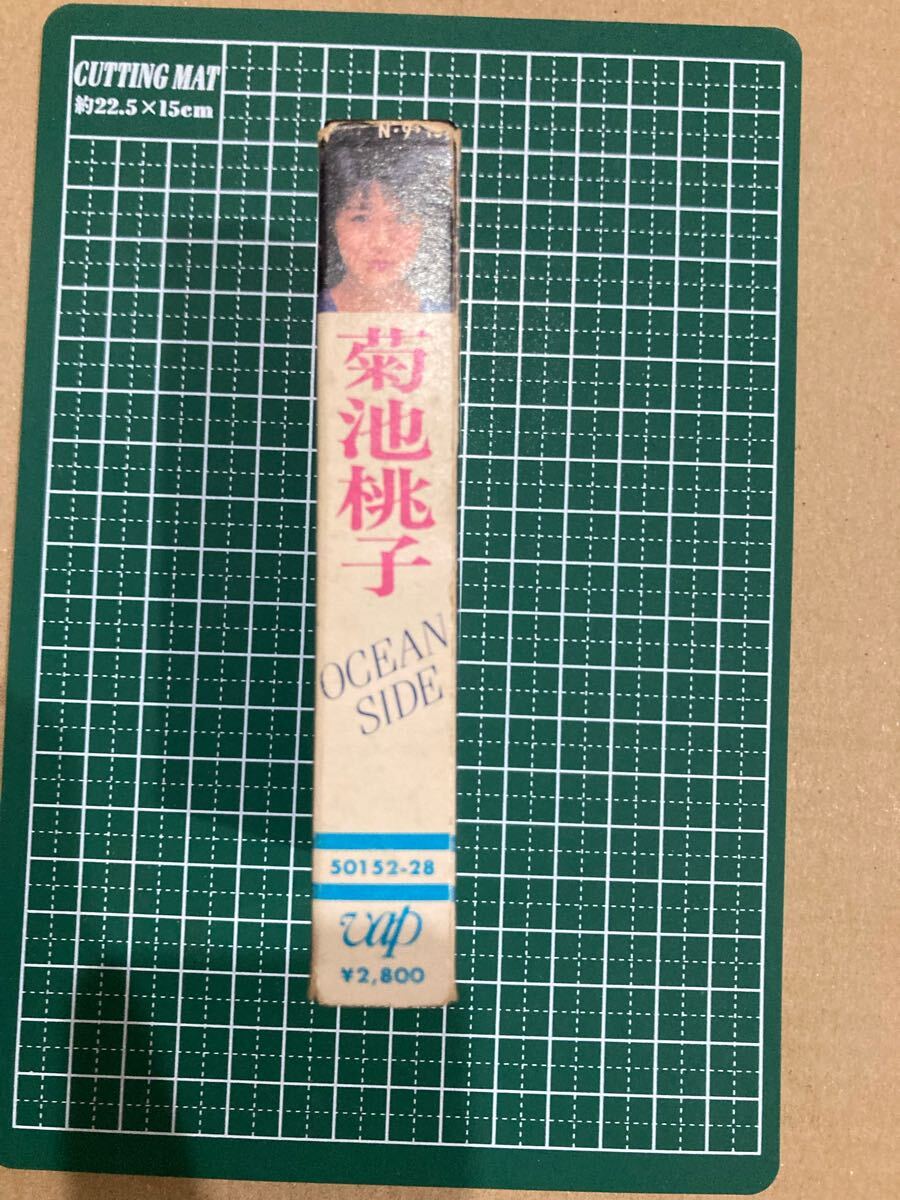 CUTTING MAT
約22.5×15cm
菊池桃子
OCEAN
SIDE
50152-28
vap
¥2,800